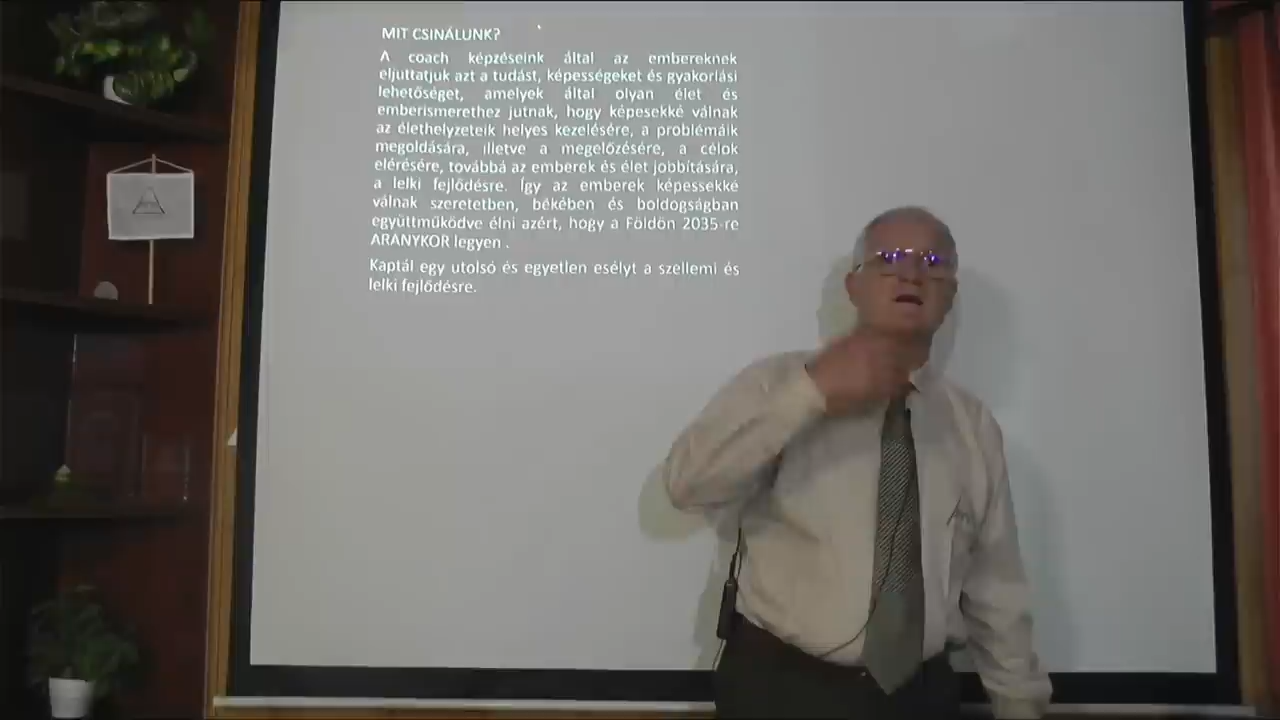 MIT CSINÁLUNK?
A coach képzéseink által az embereknek
eljuttatjuk azt a tudást, képességeket és gyakorlási
lehetőséget, amelyek által olyan élet és
emberismerethez jutnak, hogy képesekké válnak
az élethelyzeteik helyes kezelésére, a problémáik
megoldására, illetve a megelőzésére, a célok
elérésére, továbbá az emberek és élet jobbítására,
a lelki fejlődésre. Így az emberek képessekké
válnak szeretetben, békében és boldogságban
együttműködve élni azért, hogy a Földön 2035-re
ARANYKOR legyen .
Kaptál egy utolsó és egyetlen esélyt a szellemi és
lelki fejlődésre.